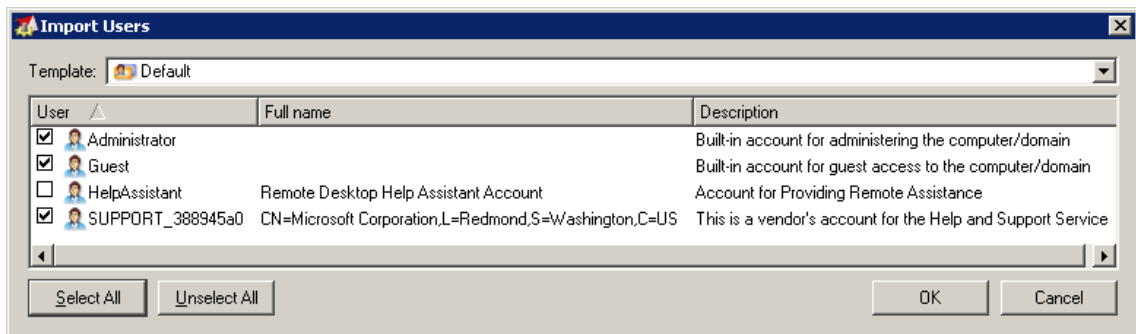 Import Users
Template: Default
User Full name Description
Administrator Built-in account for administering the computer/domain
Guest Built-in account for guest access to the computer/domain
HelpAssistant Remote Desktop Help Assistant Account Account for Providing Remote Assistance
SUPPORT_388945a0 CN=Microsoft Corporation,L=Redmond,S=Washington,C=US This is a vendor's account for the Help and Support Service
Select All Unselect All OK Cancel